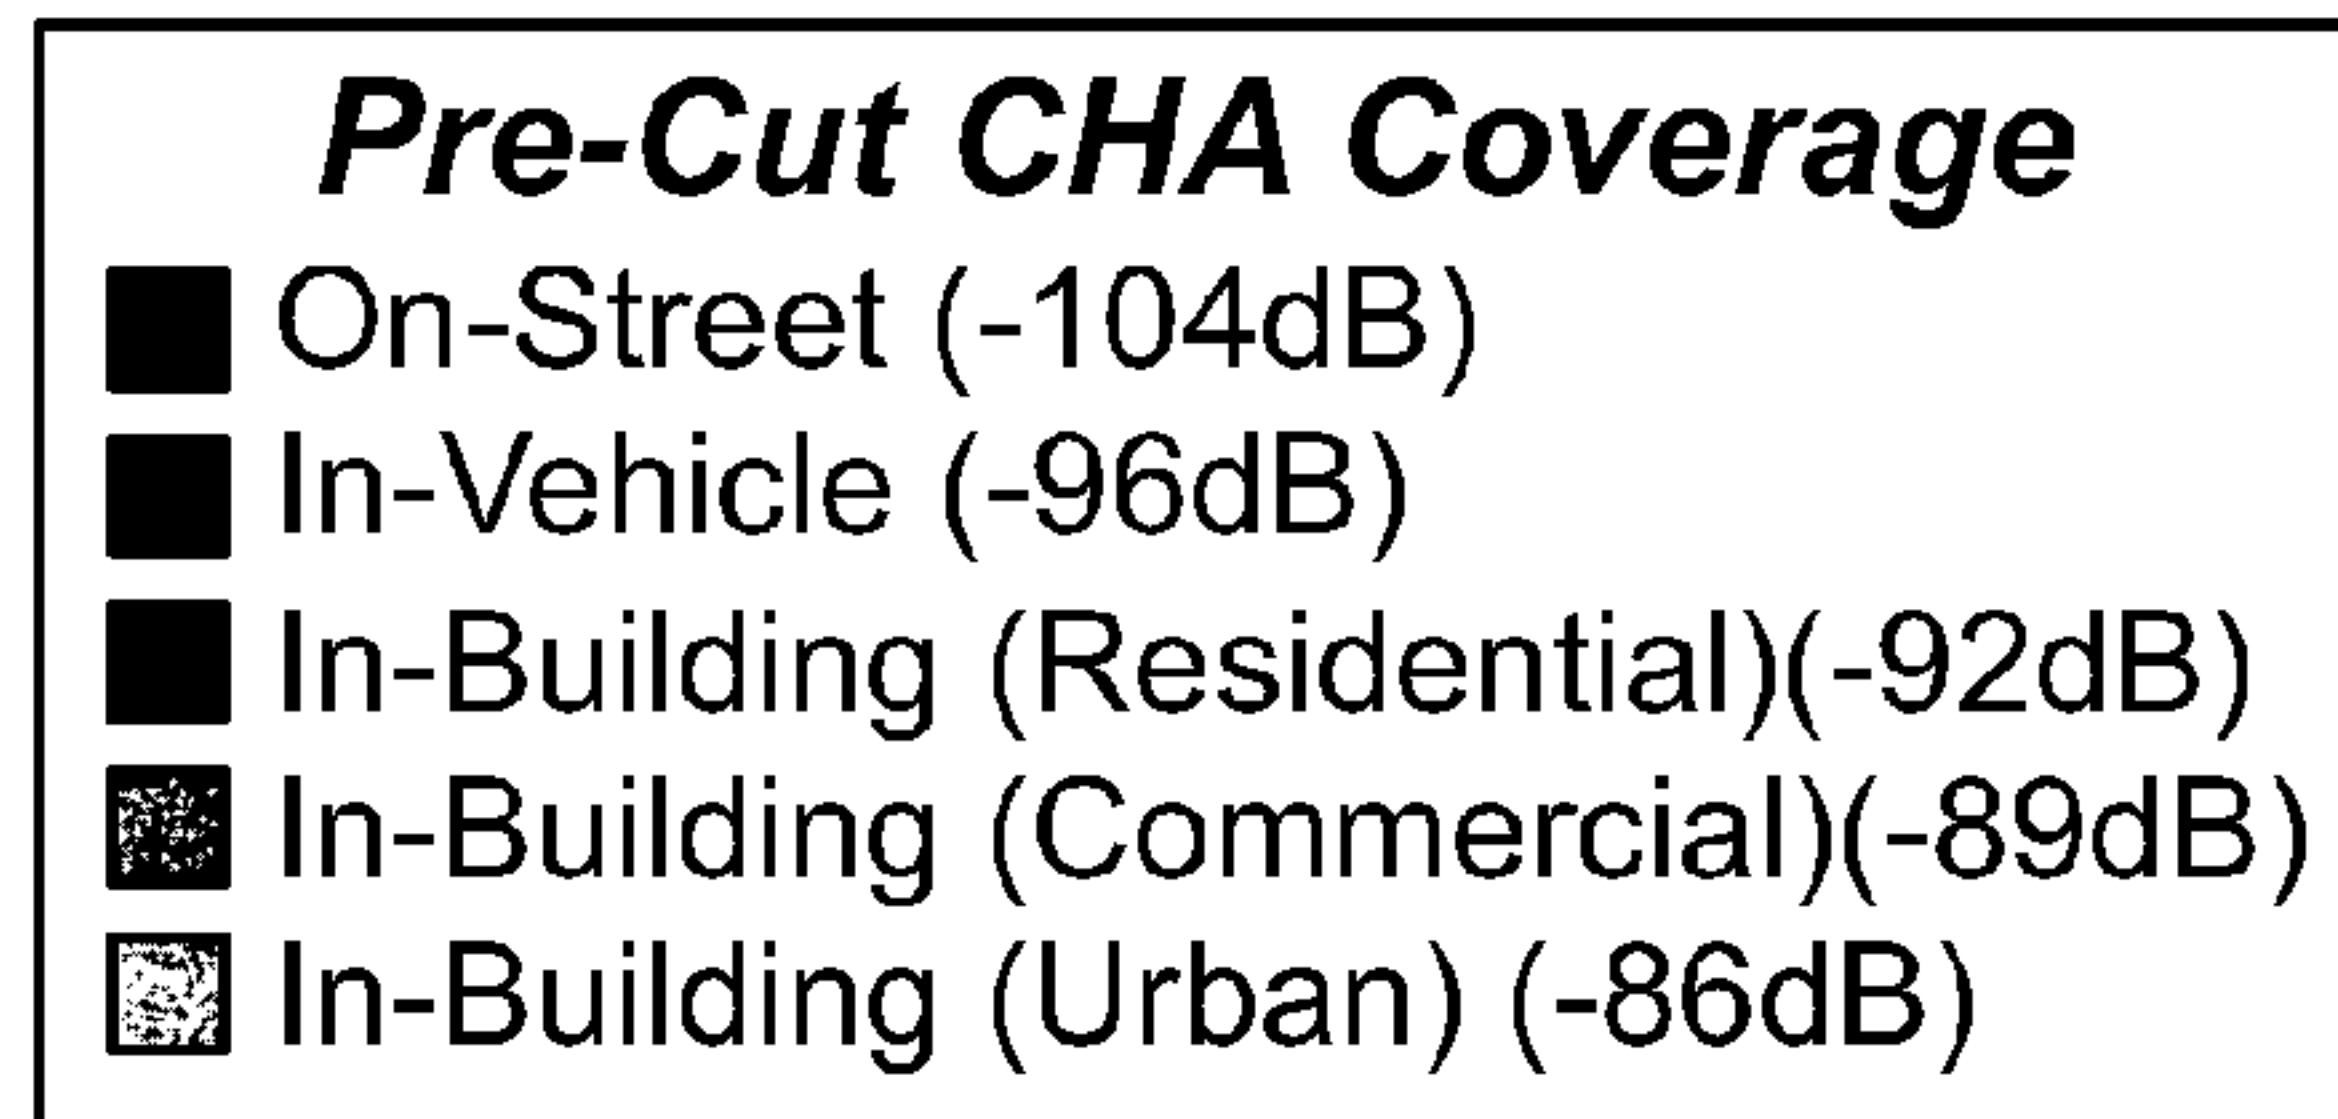 Pre-Cut CHA Coverage
On-Street (-104dB)
In-Vehicle (-96dB)
In-Building (Residential)(-92dB)
In-Building (Commercial)(-89dB)
In-Building (Urban) (-86dB)